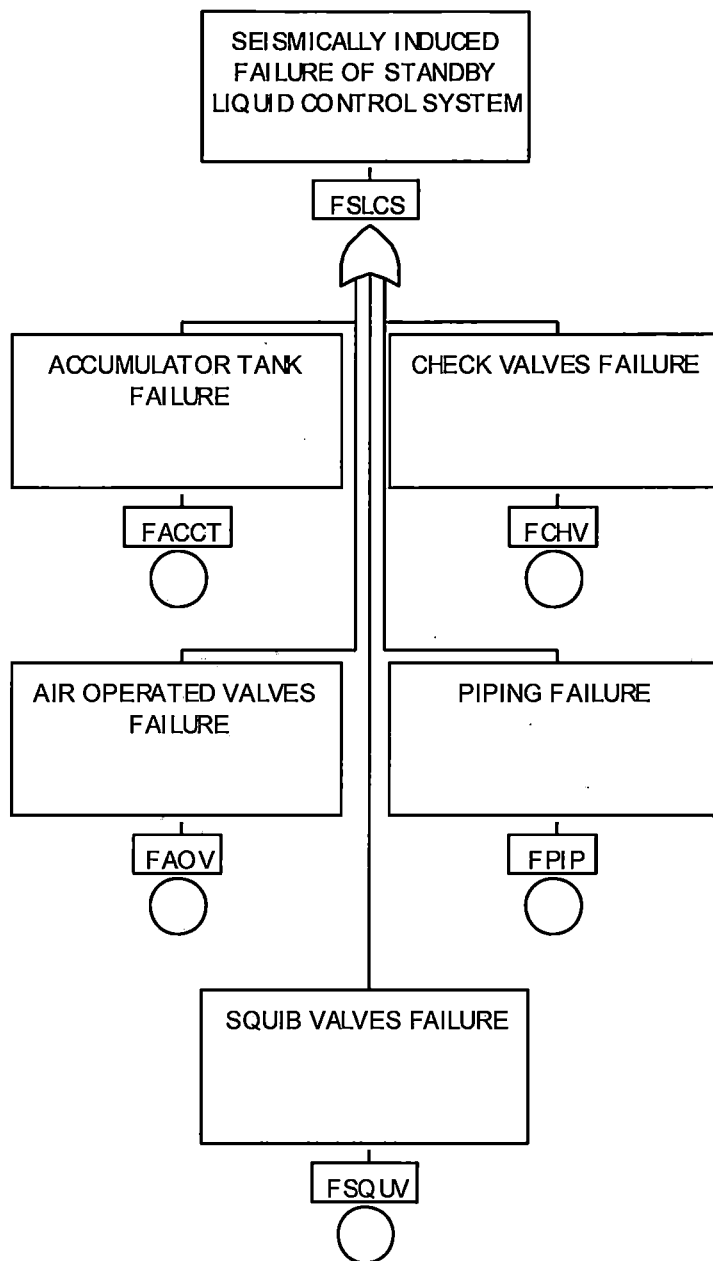 SEISMICALLY INDUCED
FAILURE OF STANDBY
LIQUID CONTROL SYSTEM
FSLCS
ACCUMULATOR TANK
FAILURE
FACCT
CHECK VALVES FAILURE
FCHV
AIR OPERATED VALVES
FAILURE
FAOV
PIPING FAILURE
FPIP
SQUIB VALVES FAILURE
FSQUV